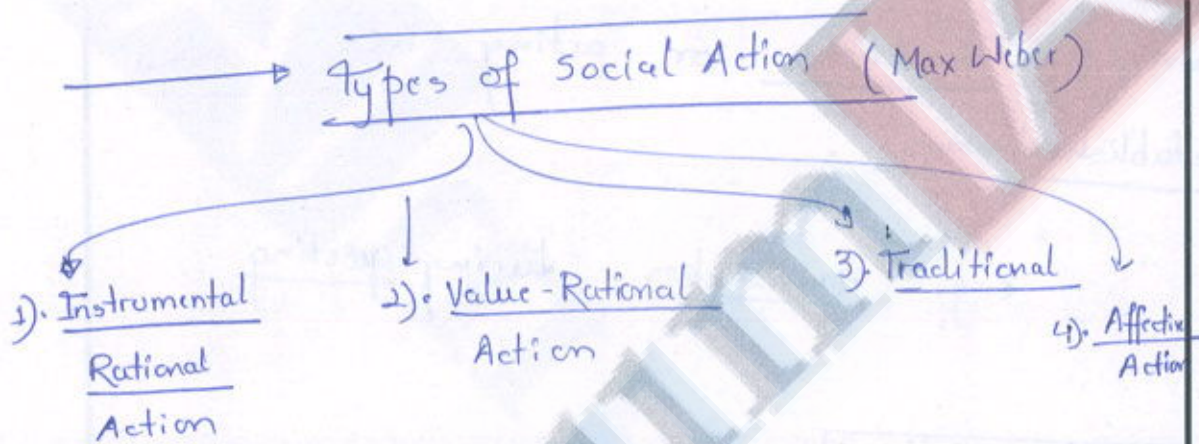 Types of Social Action (Max Weber)
1). Instrumental
Rational
Action
2). Value-Rational
Action
3). Traditional
4). Affective
Action